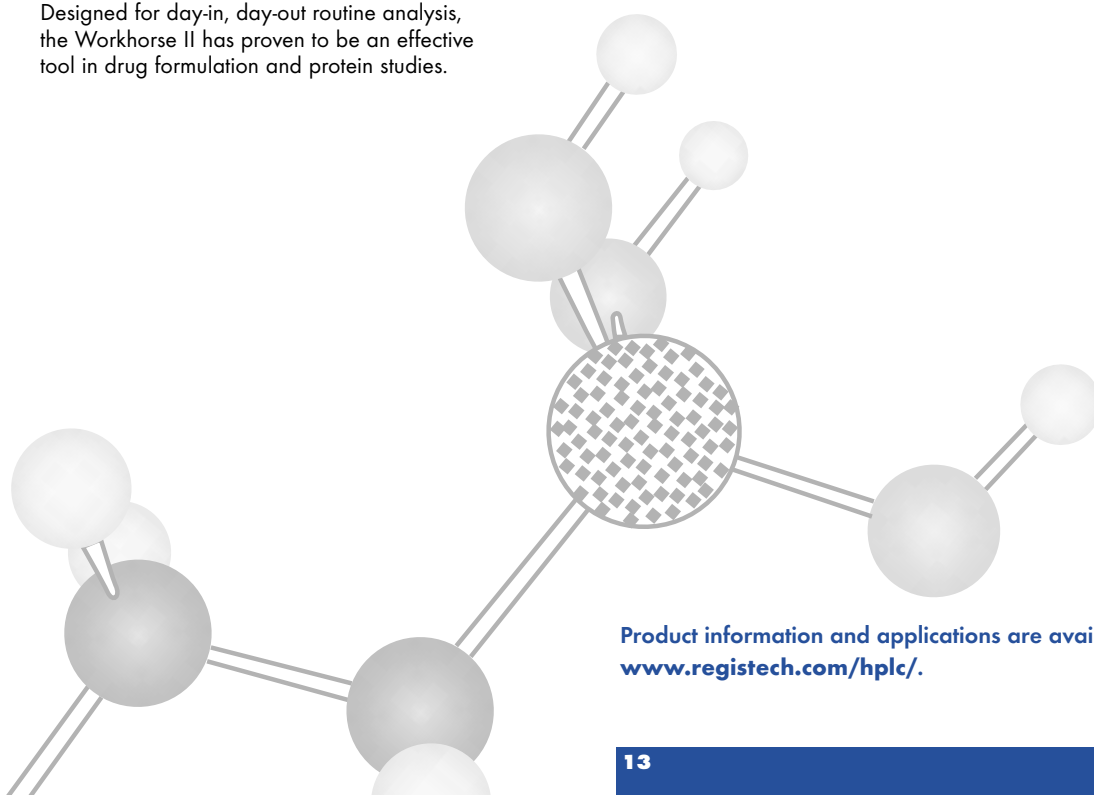 Designed for day-in, day-out routine analysis,
the Workhorse II has proven to be an effective
tool in drug formulation and protein studies.
Product information and applications are avai
www.registech.com/hplc/.
13